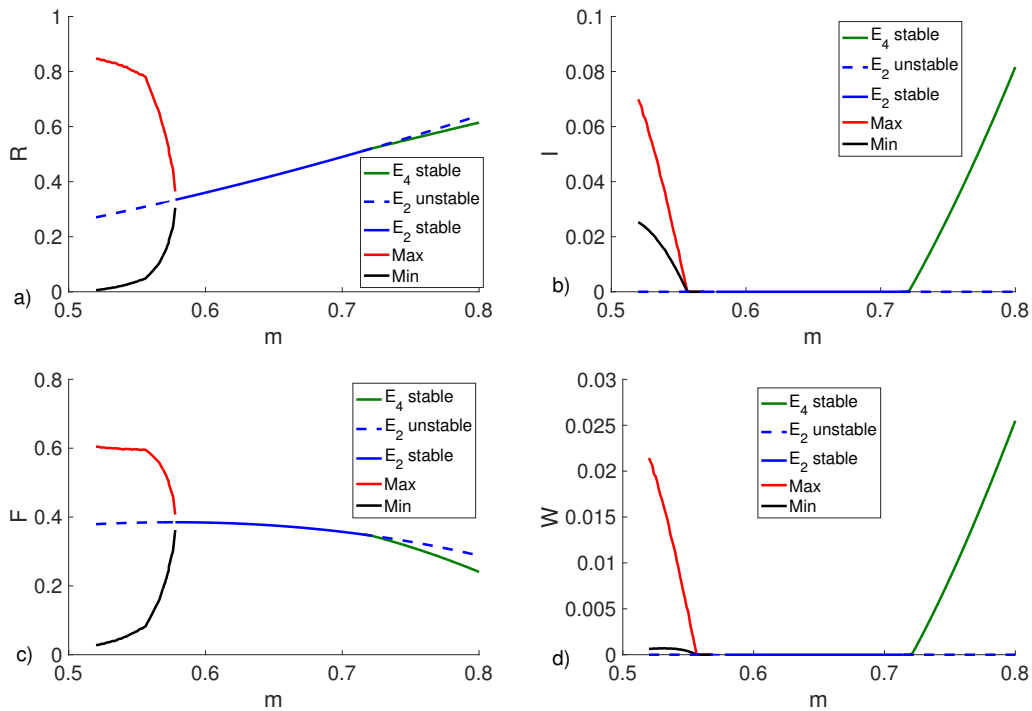 1
0.8
0.6
0.4
0.2
0
R
0.5
0.6
0.7
0.8
m
a)
E4 stable
E2 unstable
E2 stable
Max
Min
0.1
0.08
0.06
0.04
0.02
0
I
0.5
0.6
0.7
0.8
m
b)
E4 stable
E2 unstable
E2 stable
Max
Min
0.8
0.6
0.4
0.2
0
F
0.5
0.6
0.7
0.8
m
c)
E4 stable
E2 unstable
E2 stable
Max
Min
0.03
0.025
0.02
0.015
0.01
0.005
0
W
0.5
0.6
0.7
0.8
m
d)
E4 stable
E2 unstable
E2 stable
Max
Min